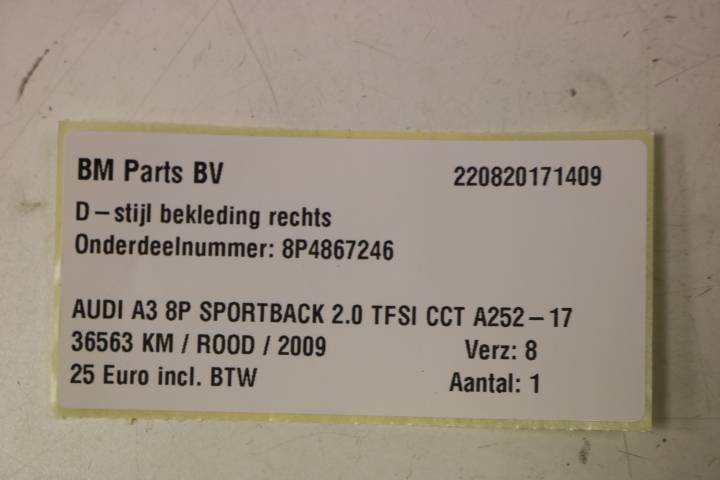 BM Parts BV 220820171409
D-stijl bekleding rechts
Onderdeelnummer: 8P4867246
AUDI A3 8P SPORTBACK 2.0 TFSI CCT A252-17
36563 KM / ROOD / 2009 Verz: 8
25 Euro incl. BTW Aantal: 1